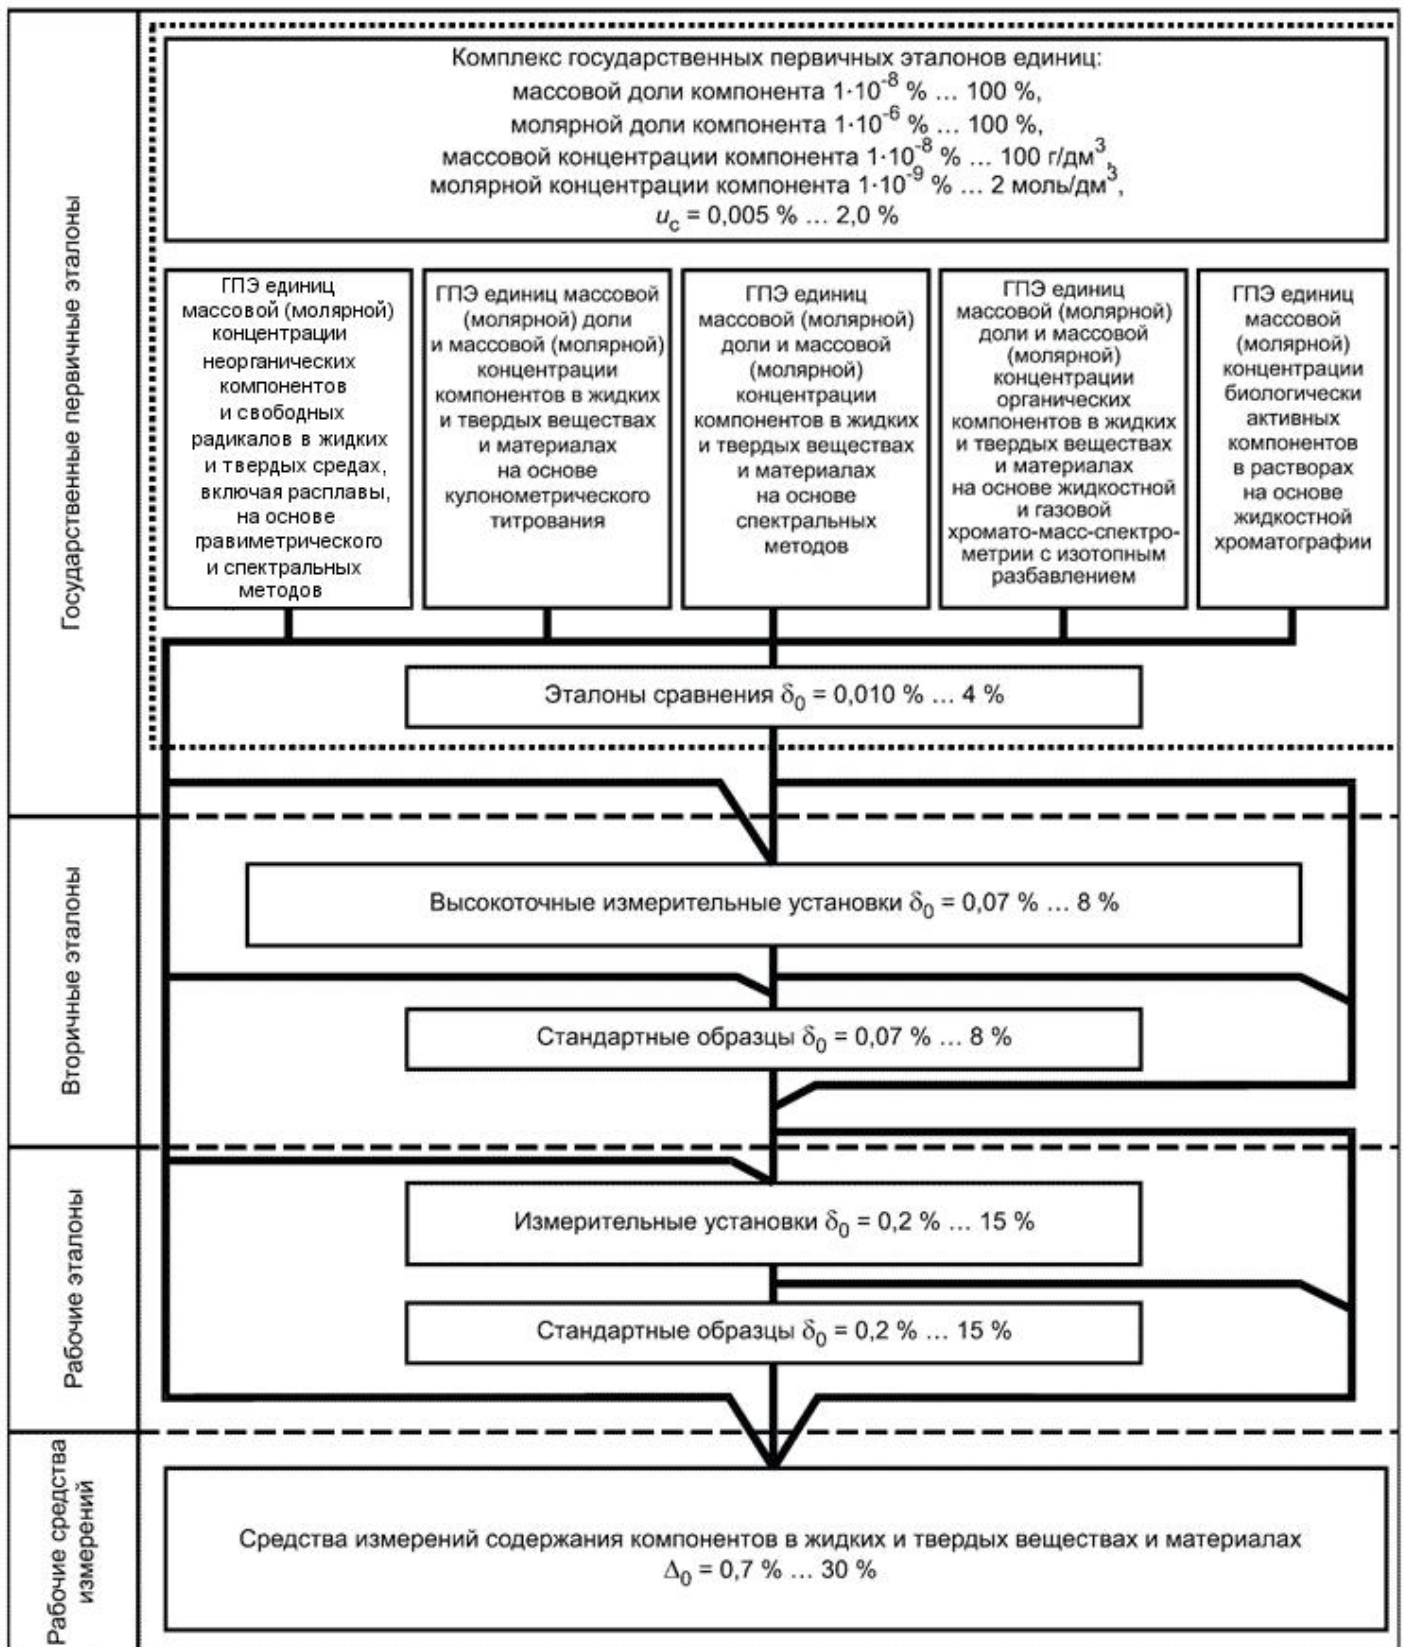 Государственные первичные эталоны
Комплекс государственных первичных эталонов единиц:
массовой доли компонента 1·10⁻⁸ % … 100 %,
молярной доли компонента 1·10⁻⁶ % … 100 %,
массовой концентрации компонента 1·10⁻⁸ % … 100 г/дм³,
молярной концентрации компонента 1·10⁻⁹ % … 2 моль/дм³,
u_c = 0,005 % … 2,0 %
ГПЭ единиц
массовой (молярной)
концентрации
неорганических
компонентов
и свободных
радикалов в жидких
и твердых средах,
включая расплавы,
на основе
гравиметрического
и спектральных
методов
ГПЭ единиц массовой
(молярной) доли
и массовой (молярной)
концентрации
компонентов в жидких
и твердых веществах
и материалах
на основе
кулонометрического
титрования
ГПЭ единиц
массовой (молярной)
доли и массовой
(молярной)
концентрации
компонентов в жидких
и твердых веществах
и материалах
на основе
спектральных
методов
ГПЭ единиц
массовой (молярной)
доли и массовой
(молярной)
концентрации
органических
компонентов в жидких
и твердых веществах
и материалах
на основе жидкостной
и газовой
хромато-масс-спектро-
метрии с изотопным
разбавлением
ГПЭ единиц
массовой
(молярной)
концентрации
биологически
активных
компонентов
в растворах
на основе
жидкостной
хроматографии
Эталоны сравнения δ₀ = 0,010 % … 4 %
Вторичные эталоны
Высокоточные измерительные установки δ₀ = 0,07 % … 8 %
Стандартные образцы δ₀ = 0,07 % … 8 %
Рабочие эталоны
Измерительные установки δ₀ = 0,2 % … 15 %
Стандартные образцы δ₀ = 0,2 % … 15 %
Рабочие средства
измерений
Средства измерений содержания компонентов в жидких и твердых веществах и материалах
Δ₀ = 0,7 % … 30 %